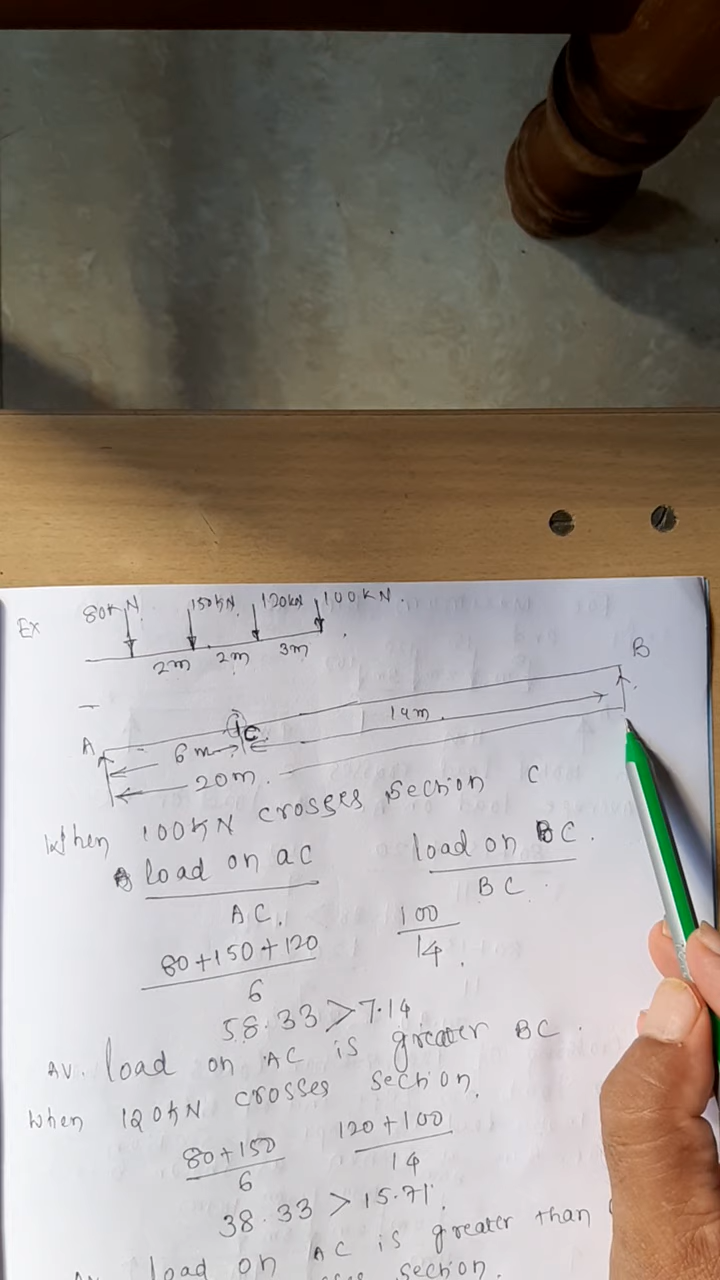 Ex 80KN 150KN 120KN 100KN.
2m 2m 3m
B
A 6m C 14m.
20m.
When 100KN crosses section C
load on ac load on BC.
AC. BC.
80+150+120 100
6 14.
58.33 > 7.14
Av. load on AC is greater BC.
When 120KN crosses section.
80+150 120+100
6 14
38.33 > 15.71.
load on AC is greater than
section.